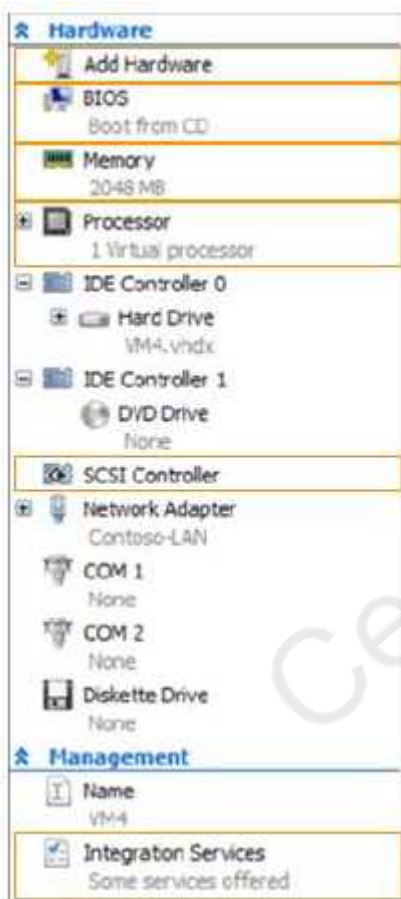 Hardware
Add Hardware
BIOS
Boot from CD
Memory
2048 MB
Processor
1 Virtual processor
IDE Controller 0
Hard Drive
VM4.vhdx
IDE Controller 1
DVD Drive
None
SCSI Controller
Network Adapter
Contoso-LAN
COM 1
None
COM 2
None
Diskette Drive
None
Management
Name
VM4
Integration Services
Some services offered